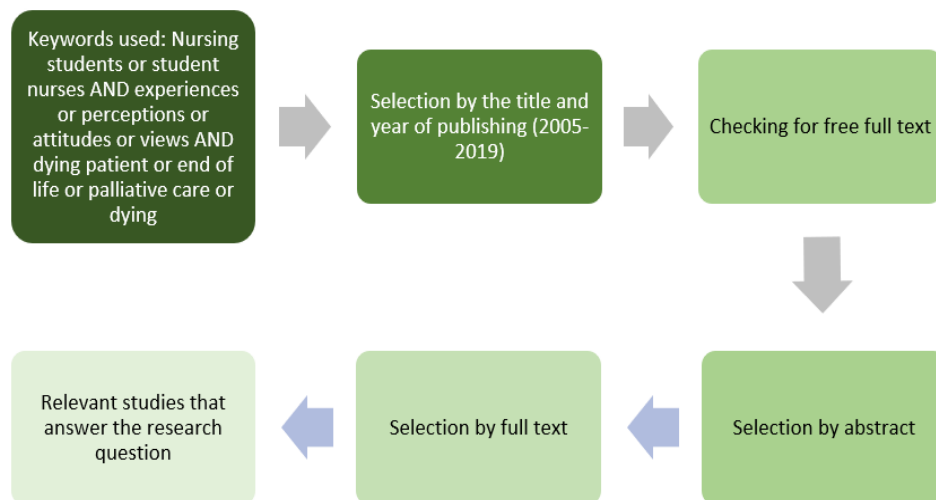 Keywords used: Nursing
students or student
nurses AND experiences
or perceptions or
attitudes or views AND
dying patient or end of
life or palliative care or
dying
Selection by the title and
year of publishing (2005-
2019)
Checking for free full text
Selection by abstract
Selection by full text
Relevant studies that
answer the research
question